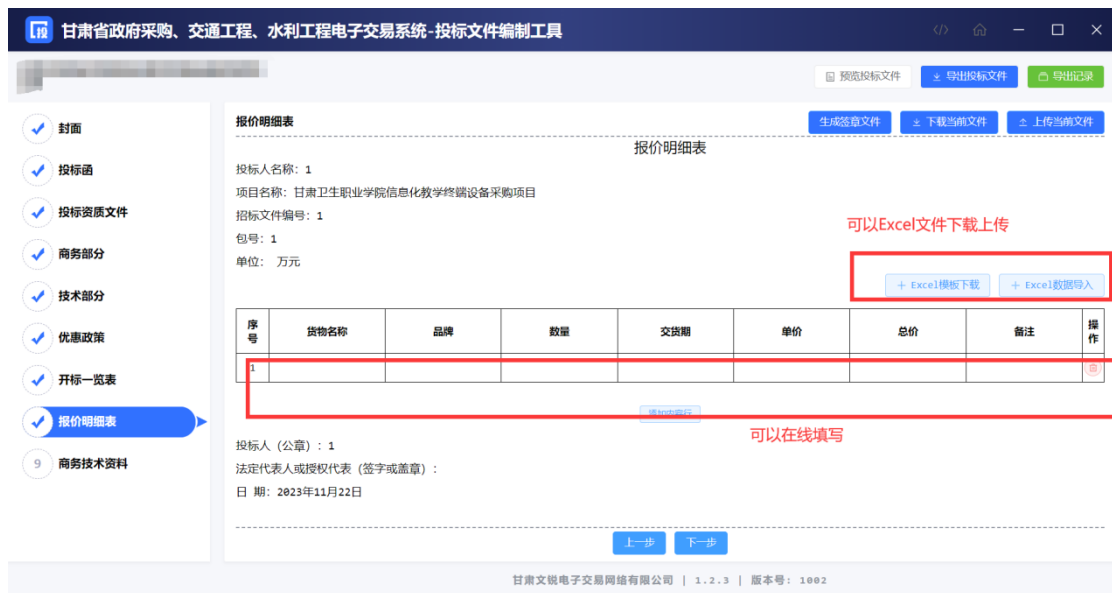 投 甘肃省政府采购、交通工程、水利工程电子交易系统-投标文件编制工具
预览投标文件 导出投标文件 导出记录
封面
投标函
投标资质文件
商务部分
技术部分
优惠政策
开标一览表
报价明细表
9 商务技术资料
报价明细表 生成签章文件 下载当前文件 上传当前文件
报价明细表
投标人名称: 1
项目名称: 甘肃卫生职业学院信息化教学终端设备采购项目
招标文件编号: 1
包号: 1
单位: 万元
可以Excel文件下载上传
+ Excel模板下载 + Excel数据导入
序号 货物名称 品牌 数量 交货期 单价 总价 备注 操作
1
添加内容行
可以在线填写
投标人 (公章) : 1
法定代表人或授权代表 (签字或盖章) :
日 期: 2023年11月22日
上一步 下一步
甘肃文锐电子交易网络有限公司 | 1.2.3 | 版本号: 1002